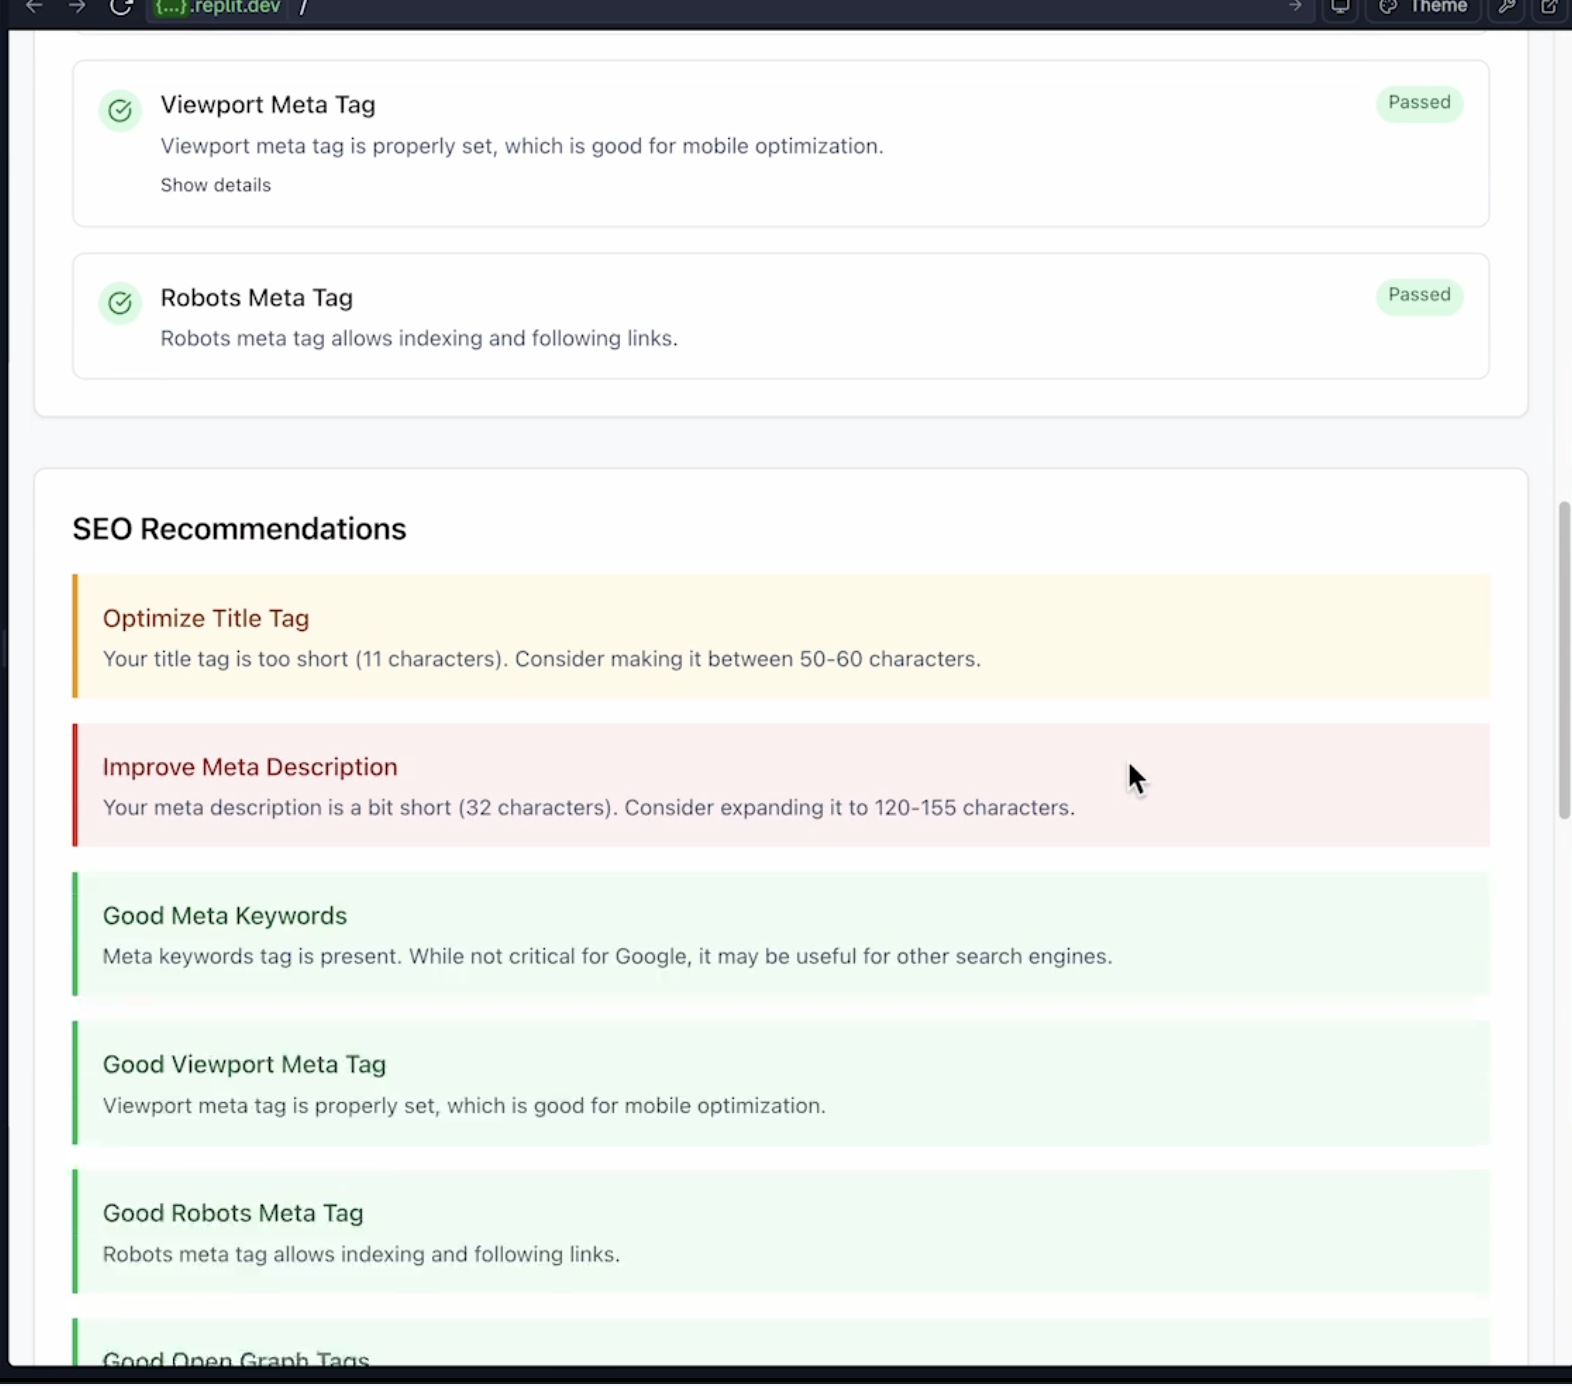 {...}.replit.dev /
Theme
Viewport Meta Tag
Passed
Viewport meta tag is properly set, which is good for mobile optimization.
Show details
Robots Meta Tag
Passed
Robots meta tag allows indexing and following links.
SEO Recommendations
Optimize Title Tag
Your title tag is too short (11 characters). Consider making it between 50-60 characters.
Improve Meta Description
Your meta description is a bit short (32 characters). Consider expanding it to 120-155 characters.
Good Meta Keywords
Meta keywords tag is present. While not critical for Google, it may be useful for other search engines.
Good Viewport Meta Tag
Viewport meta tag is properly set, which is good for mobile optimization.
Good Robots Meta Tag
Robots meta tag allows indexing and following links.
Good Open Graph Tags